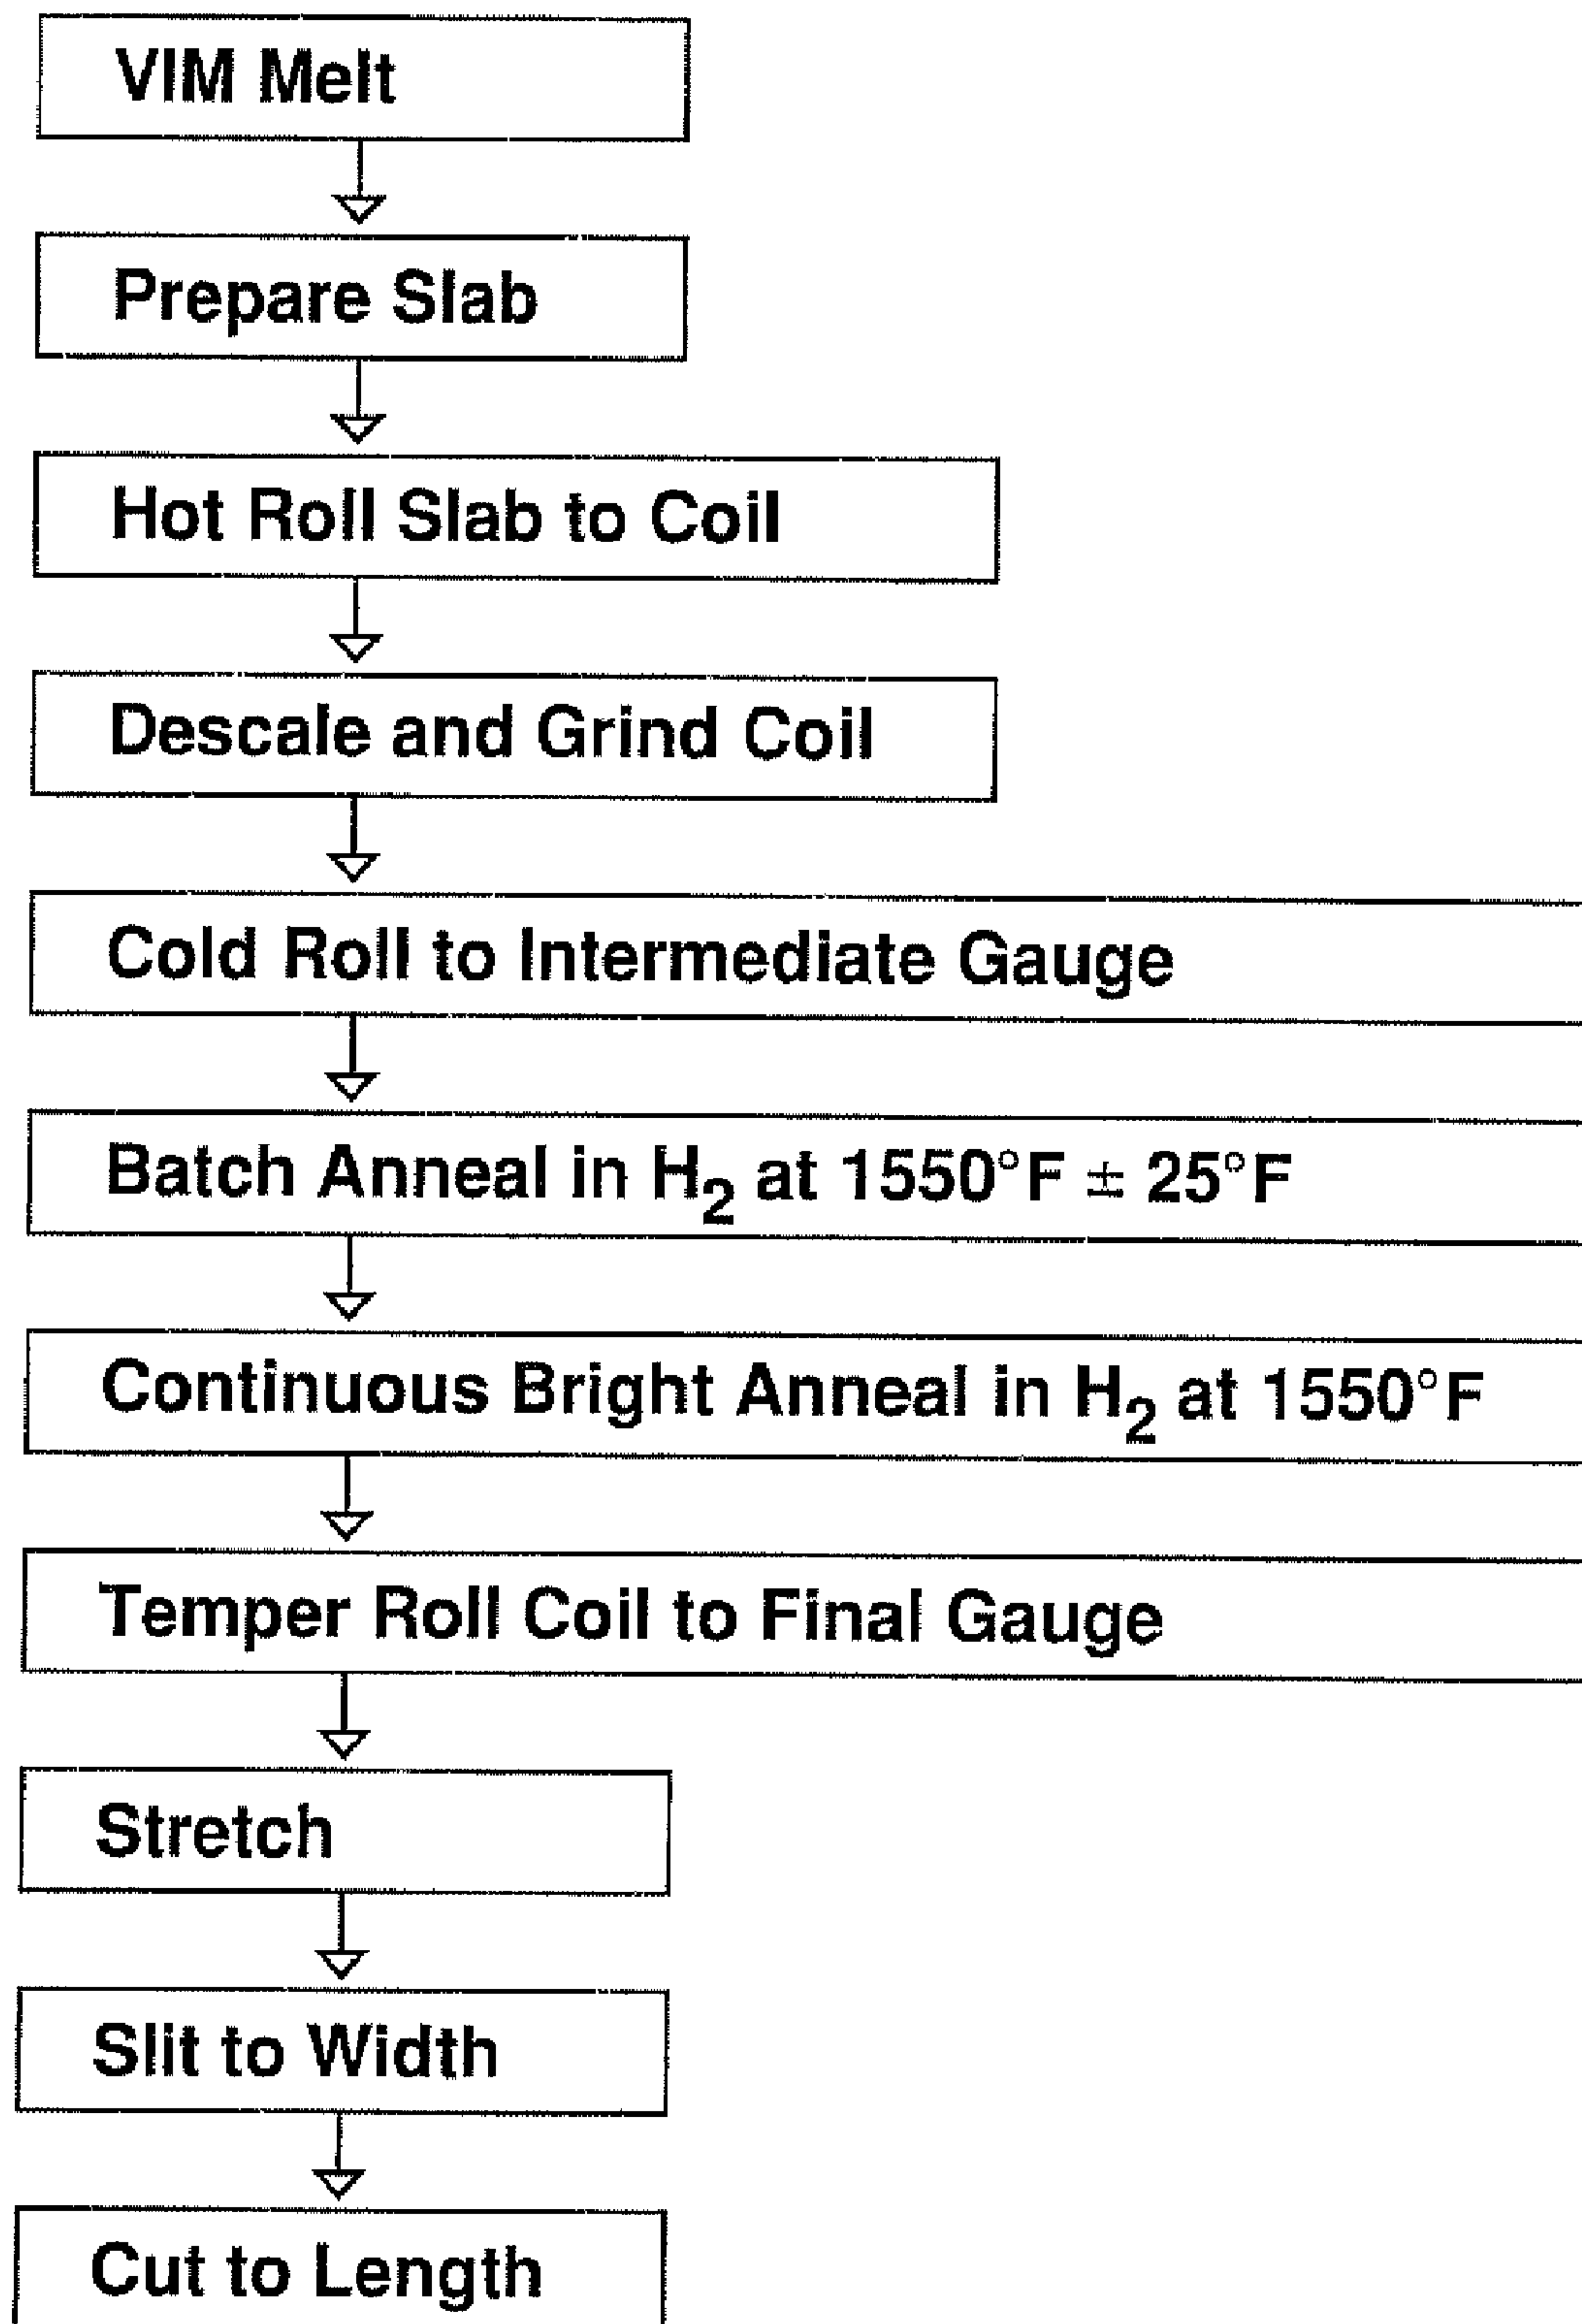 VIM Melt
Prepare Slab
Hot Roll Slab to Coil
Descale and Grind Coil
Cold Roll to Intermediate Gauge
Batch Anneal in H₂ at 1550°F ± 25°F
Continuous Bright Anneal in H₂ at 1550°F
Temper Roll Coil to Final Gauge
Stretch
Slit to Width
Cut to Length